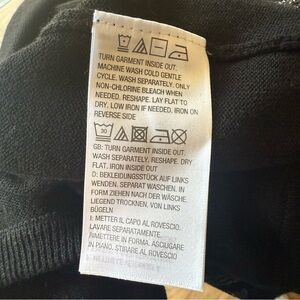 TURN GARMENT INSIDE OUT.
MACHINE WASH COLD GENTLE
CYCLE. WASH SEPARATELY. ONLY
NON-CHLORINE BLEACH WHEN
NEEDED. RESHAPE. LAY FLAT TO
DRY. LOW IRON IF NEEDED. IRON ON
REVERSE SIDE
30
GB: TURN GARMENT INSIDE OUT.
WASH SEPARATELY. RESHAPE. DRY
FLAT. IRON INSIDE OUT
D: BEKLEIDUNGSSTÜCK AUF LINKS
WENDEN. SEPARAT WASCHEN. IN
FORM ZIEHEN NACH DER WÄSCHE
LIEGEND TROCKNEN. VON LINKS
BÜGELN
I: METTER IL CAPO AL ROVESCIO.
LAVARE SEPARATAMENTE.
RIMETTERE IN FORMA. ASCIUGARE
IN PIANO. STIRARE AL ROVESCIO